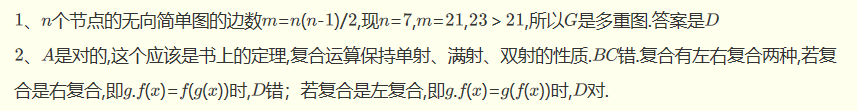 1、n个节点的无向简单图的边数m=n(n-1)/2,现n=7,m=21,23 > 21,所以G是多重图.答案是D
2、A是对的,这个应该是书上的定理,复合运算保持单射、满射、双射的性质.BC错.复合有左右复合两种,若复
合是右复合,即g.f(x)=f(g(x))时,D错；若复合是左复合,即g.f(x)=g(f(x))时,D对.